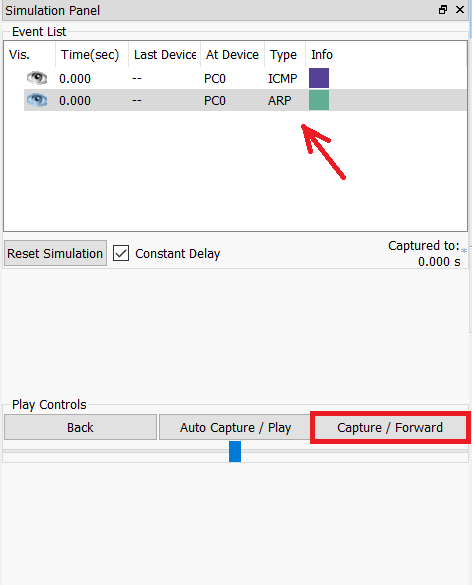 Simulation Panel
Event List
Vis. Time(sec) Last Device At Device Type Info
0.000 -- PC0 ICMP
0.000 -- PC0 ARP
Reset Simulation Constant Delay Captured to: *
0.000 s
Play Controls
Back Auto Capture / Play Capture / Forward